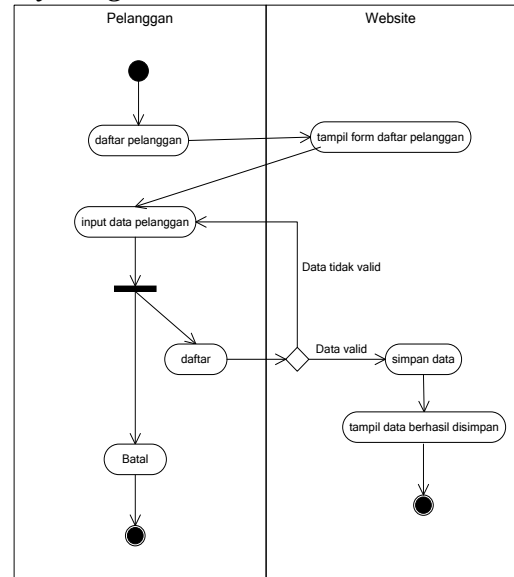 Pelanggan
Website
daftar pelanggan
tampil form daftar pelanggan
input data pelanggan
Data tidak valid
daftar
Data valid
simpan data
tampil data berhasil disimpan
Batal